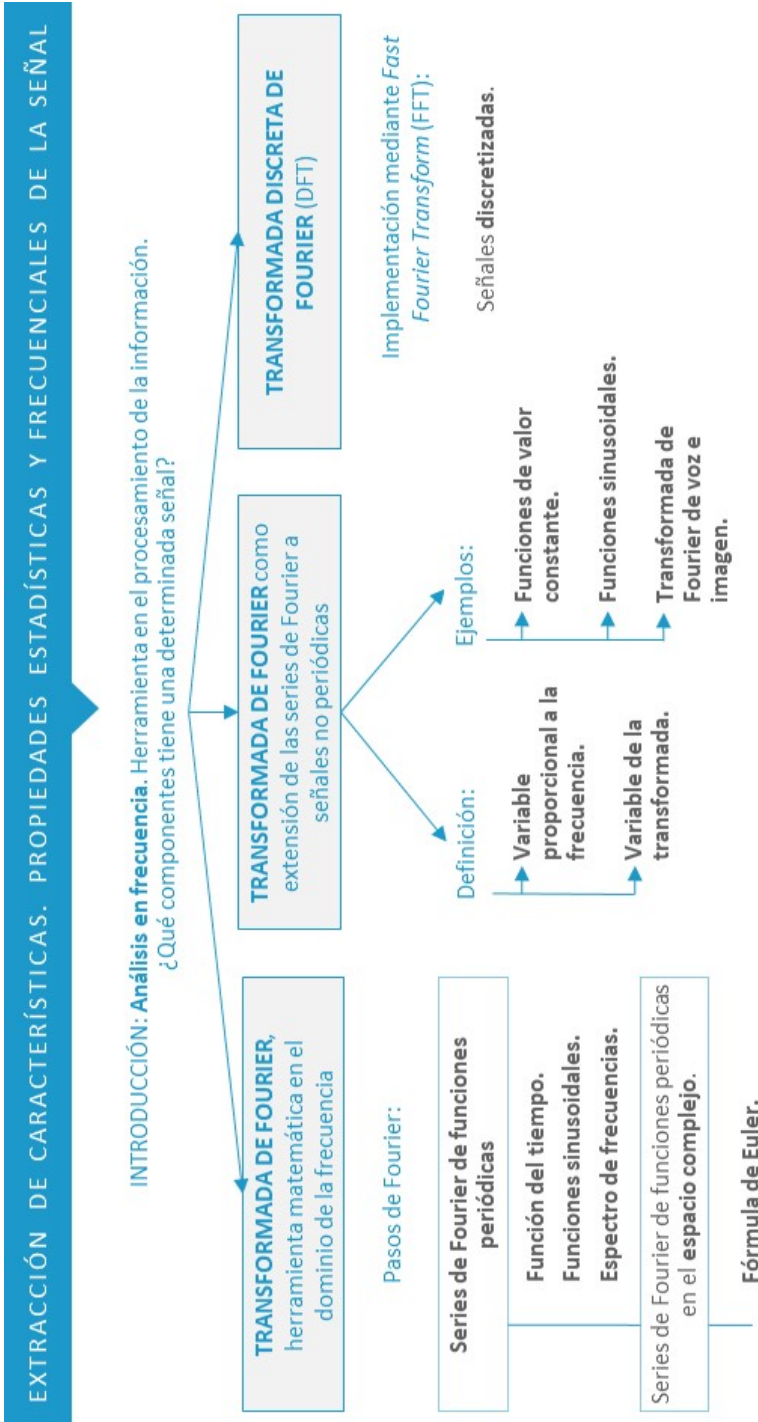 EXTRACCIÓN DE CARACTERÍSTICAS. PROPIEDADES ESTADÍSTICAS Y FRECUENCIALES DE LA SEÑAL
INTRODUCCIÓN: Análisis en frecuencia. Herramienta en el procesamiento de la información.
¿Qué componentes tiene una determinada señal?
TRANSFORMADA DE FOURIER,
herramienta matemática en el
dominio de la frecuencia
Pasos de Fourier:
Series de Fourier de funciones
periódicas
Función del tiempo.
Funciones sinusoidales.
Espectro de frecuencias.
Series de Fourier de funciones periódicas
en el espacio complejo.
Fórmula de Euler.
TRANSFORMADA DE FOURIER como
extensión de las series de Fourier a
señales no periódicas
Definición:
Variable
proporcional a la
frecuencia.
Variable de la
transformada.
Ejemplos:
Funciones de valor
constante.
Funciones sinusoidales.
Transformada de
Fourier de voz e
imagen.
TRANSFORMADA DISCRETA DE
FOURIER (DFT)
Implementación mediante Fast
Fourier Transform (FFT):
Señales discretizadas.